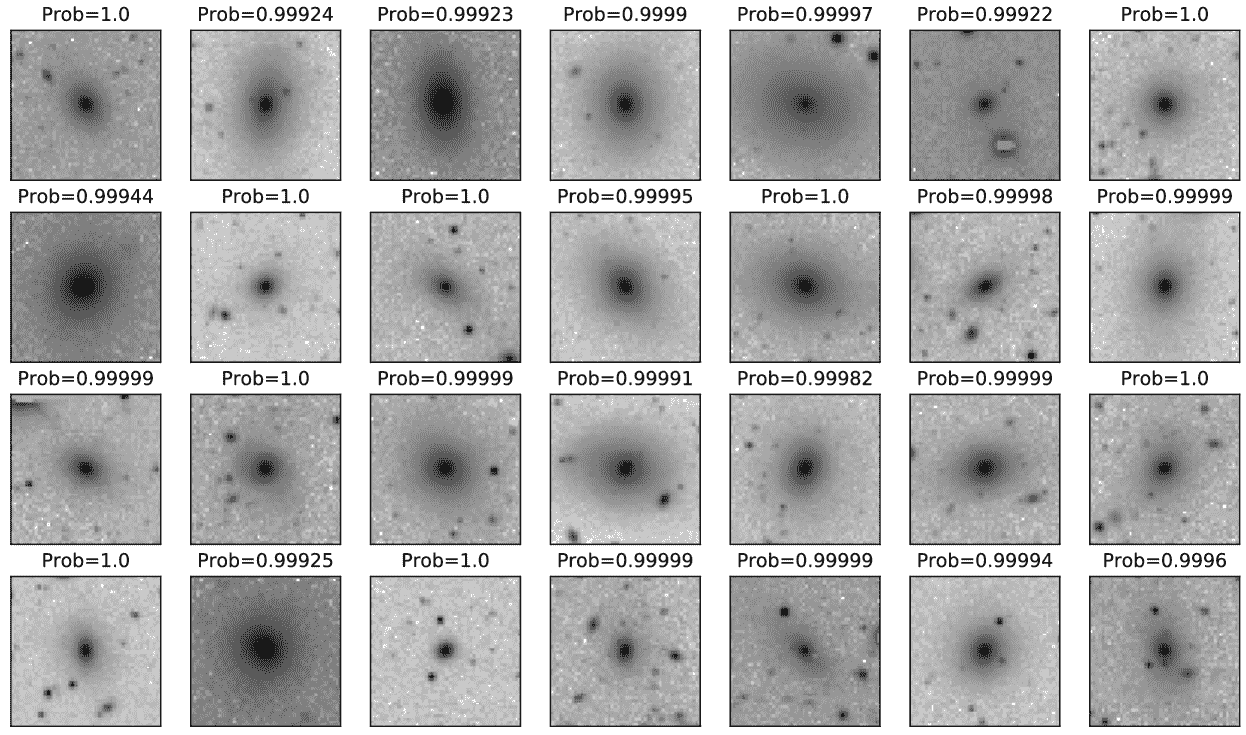 Prob=1.0 Prob=0.99924 Prob=0.99923 Prob=0.9999 Prob=0.99997 Prob=0.99922 Prob=1.0
Prob=0.99944 Prob=1.0 Prob=1.0 Prob=0.99995 Prob=1.0 Prob=0.99998 Prob=0.99999
Prob=0.99999 Prob=1.0 Prob=0.99999 Prob=0.99991 Prob=0.99982 Prob=0.99999 Prob=1.0
Prob=1.0 Prob=0.99925 Prob=1.0 Prob=0.99999 Prob=0.99999 Prob=0.99994 Prob=0.9996